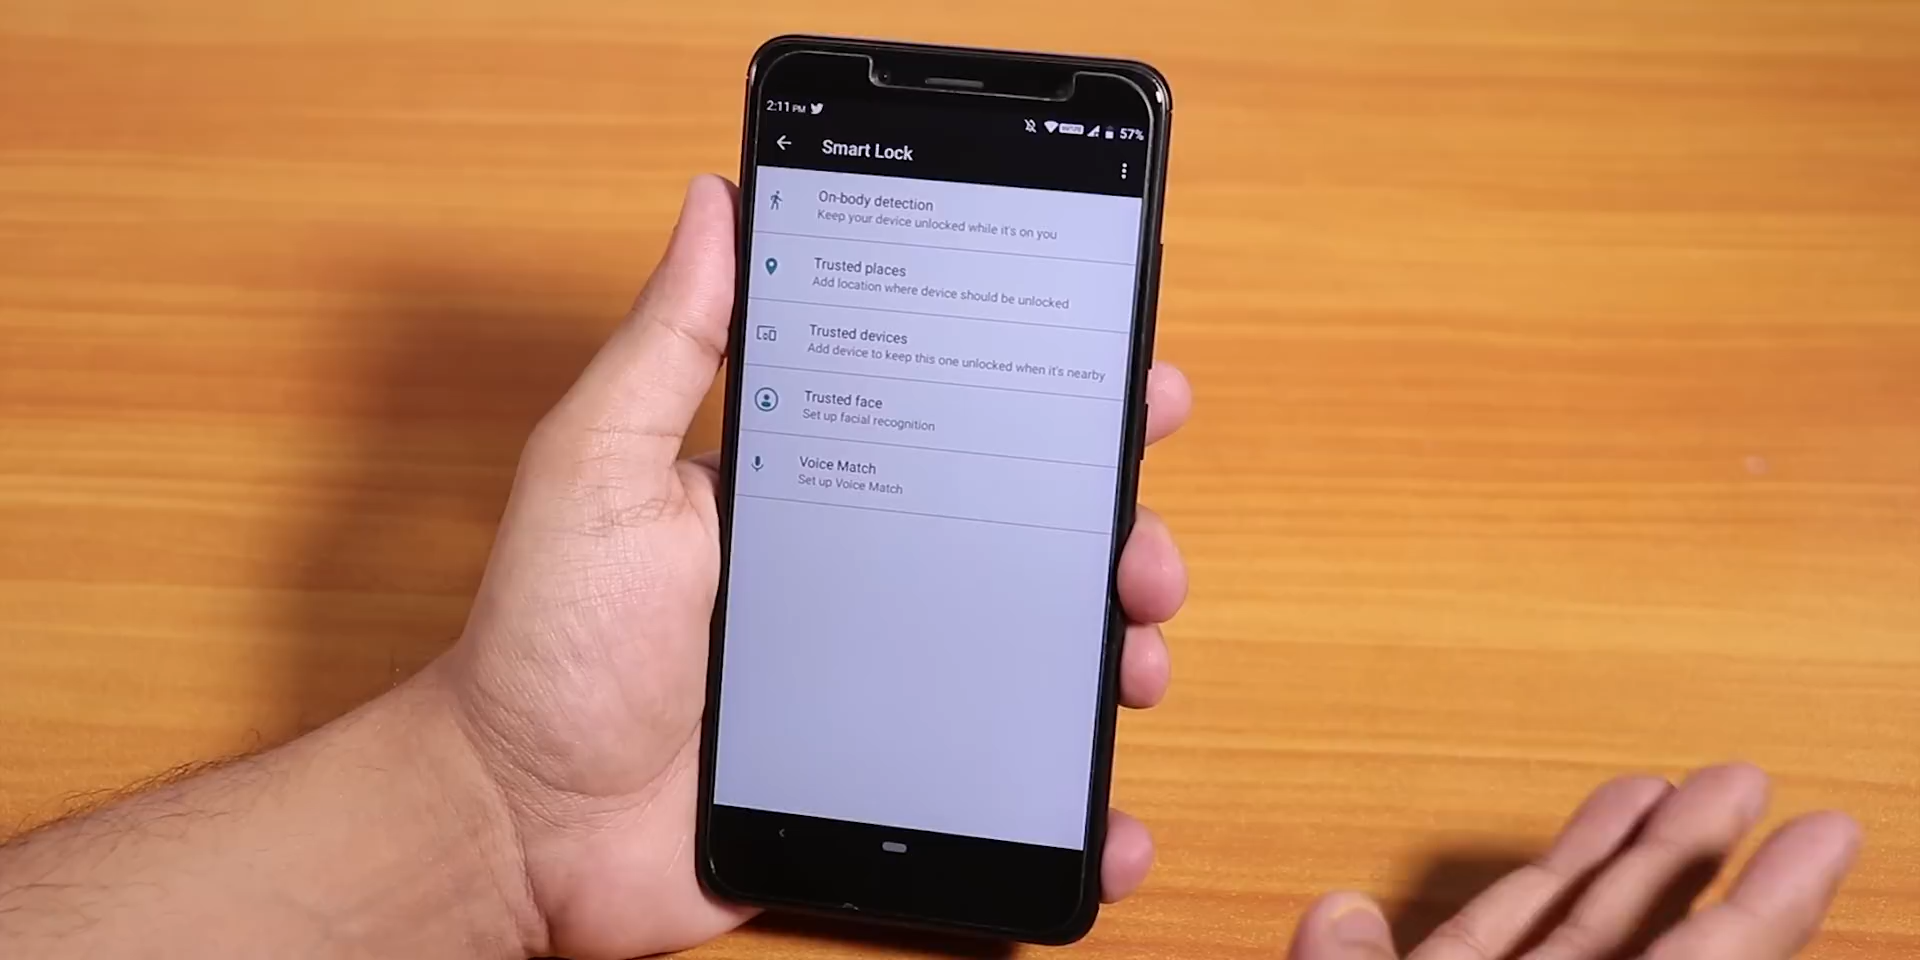 2:11 PM
57%
Smart Lock
On-body detection
Keep your device unlocked while it's on you
Trusted places
Add location where device should be unlocked
Trusted devices
Add device to keep this one unlocked when it's nearby
Trusted face
Set up facial recognition
Voice Match
Set up Voice Match